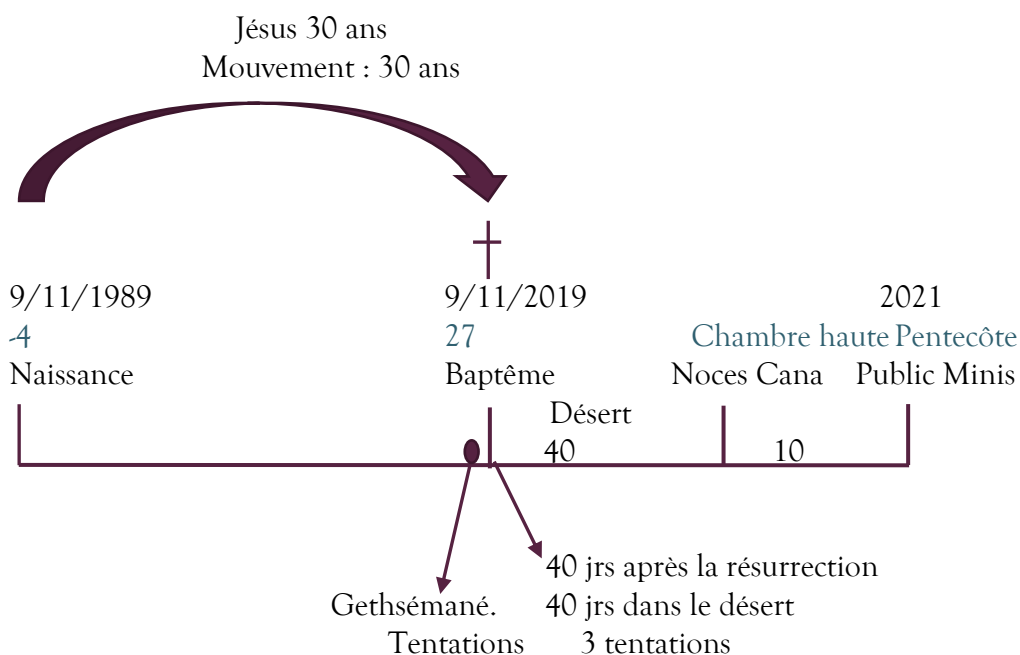 Jésus 30 ans
Mouvement : 30 ans
9/11/1989 9/11/2019 2021
-4 27 Chambre haute Pentecôte
Naissance Baptême Noces Cana Public Minis
Désert
40 10
40 jrs après la résurrection
Gethsémané. 40 jrs dans le désert
Tentations 3 tentations